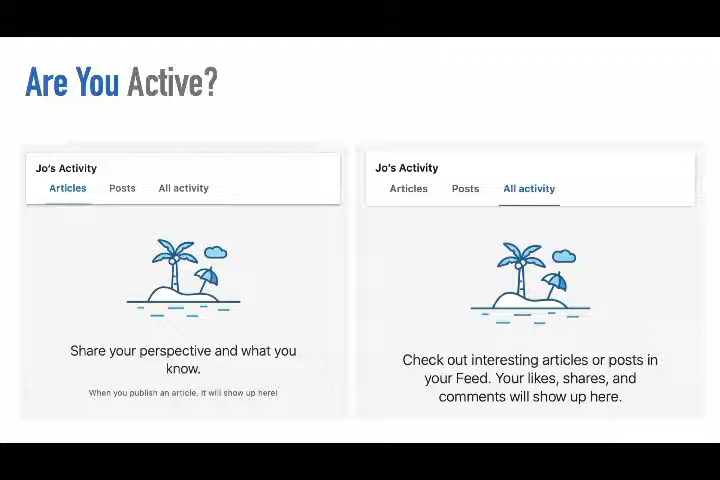 Are You Active?
Jo's Activity
Articles Posts All activity
Share your perspective and what you
know.
When you publish an article, it will show up here!
Jo's Activity
Articles Posts All activity
Check out interesting articles or posts in
your Feed. Your likes, shares, and
comments will show up here.